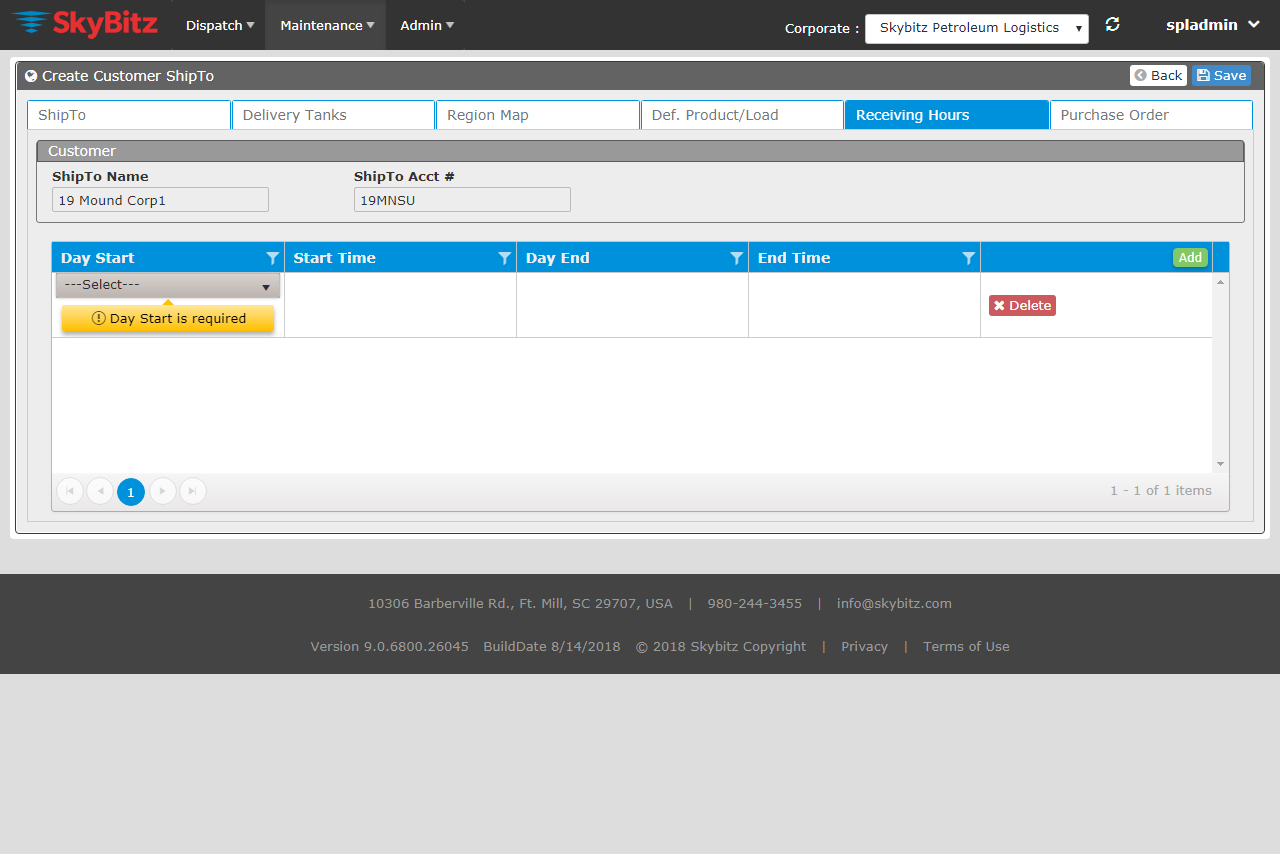 SkyBitz Dispatch Maintenance Admin Corporate : Skybitz Petroleum Logistics spladmin
Create Customer ShipTo Back Save
ShipTo Delivery Tanks Region Map Def. Product/Load Receiving Hours Purchase Order
Customer
ShipTo Name ShipTo Acct #
19 Mound Corp1 19MNSU
Day Start Start Time Day End End Time Add
---Select---
Day Start is required Delete
1 1 - 1 of 1 items
10306 Barberville Rd., Ft. Mill, SC 29707, USA | 980-244-3455 | info@skybitz.com
Version 9.0.6800.26045 BuildDate 8/14/2018 © 2018 Skybitz Copyright | Privacy | Terms of Use